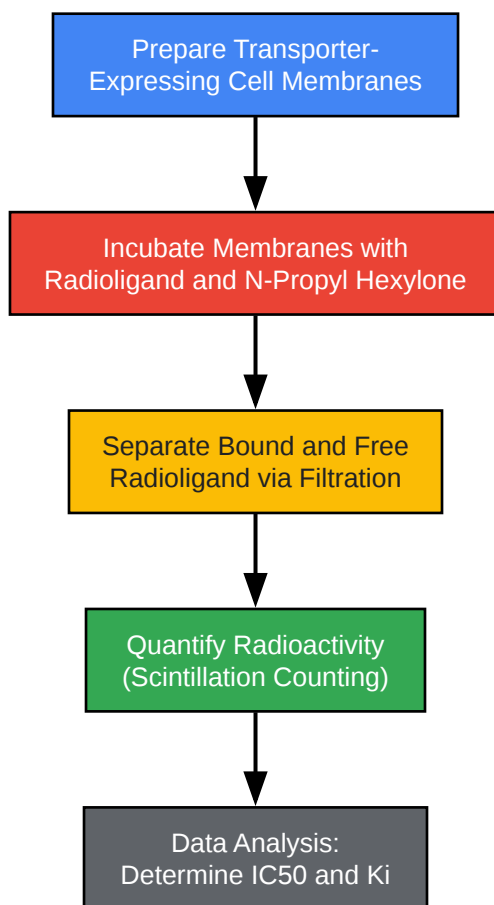 Prepare Transporter-
Expressing Cell Membranes
Incubate Membranes with
Radioligand and N-Propyl Hexylone
Separate Bound and Free
Radioligand via Filtration
Quantify Radioactivity
(Scintillation Counting)
Data Analysis:
Determine IC50 and Ki